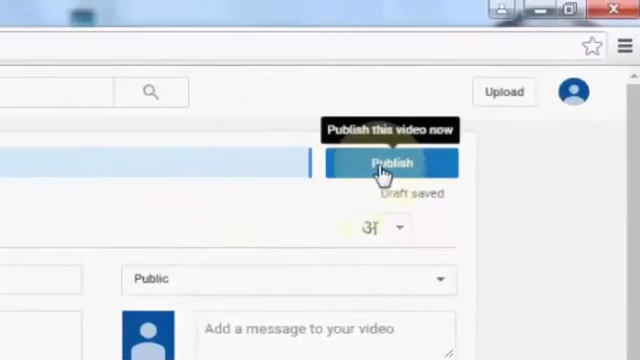 Upload
Publish this video now
Publish
Draft saved
अ
Public
Add a message to your video